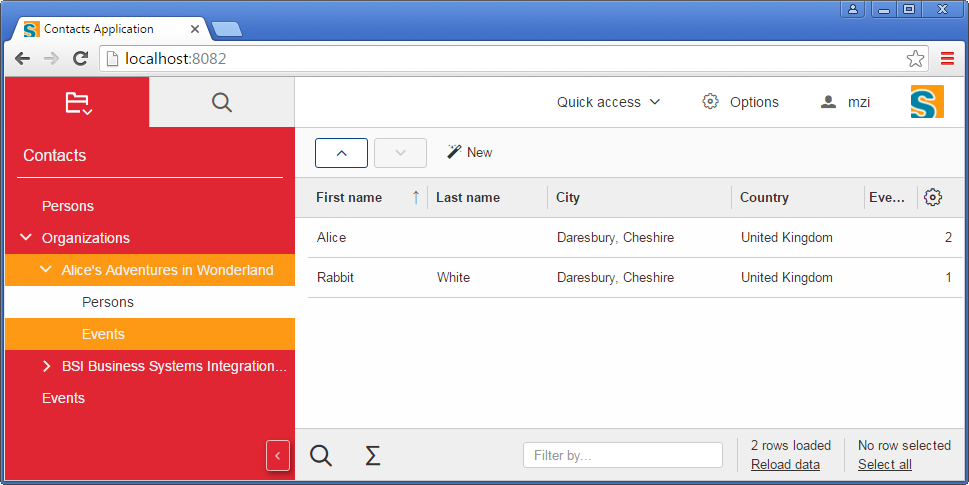 Contacts Application
localhost:8082
Quick access
Options
mzi
S
Contacts
New
Persons
Organizations
Alice's Adventures in Wonderland
Persons
Events
BSI Business Systems Integration...
Events
First name Last name City Country Eve...
Alice Daresbury, Cheshire United Kingdom 2
Rabbit White Daresbury, Cheshire United Kingdom 1
Σ
Filter by...
2 rows loaded
Reload data
No row selected
Select all